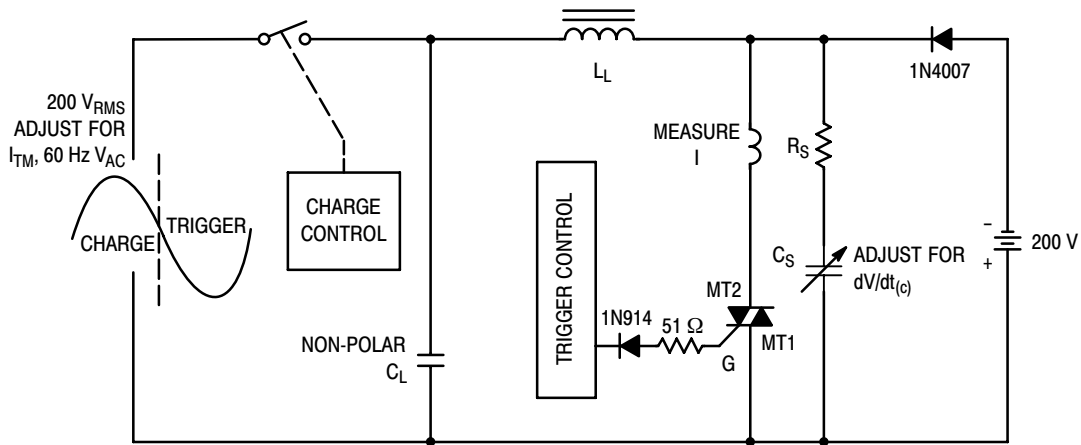 200 V_RMS
ADJUST FOR
I_TM, 60 Hz V_AC
CHARGE
TRIGGER
CHARGE
CONTROL
NON-POLAR
C_L
L_L
TRIGGER CONTROL
MEASURE
I
1N914
51 Ω
MT2
MT1
G
R_S
C_S
ADJUST FOR
dV/dt_(c)
1N4007
-
+
200 V